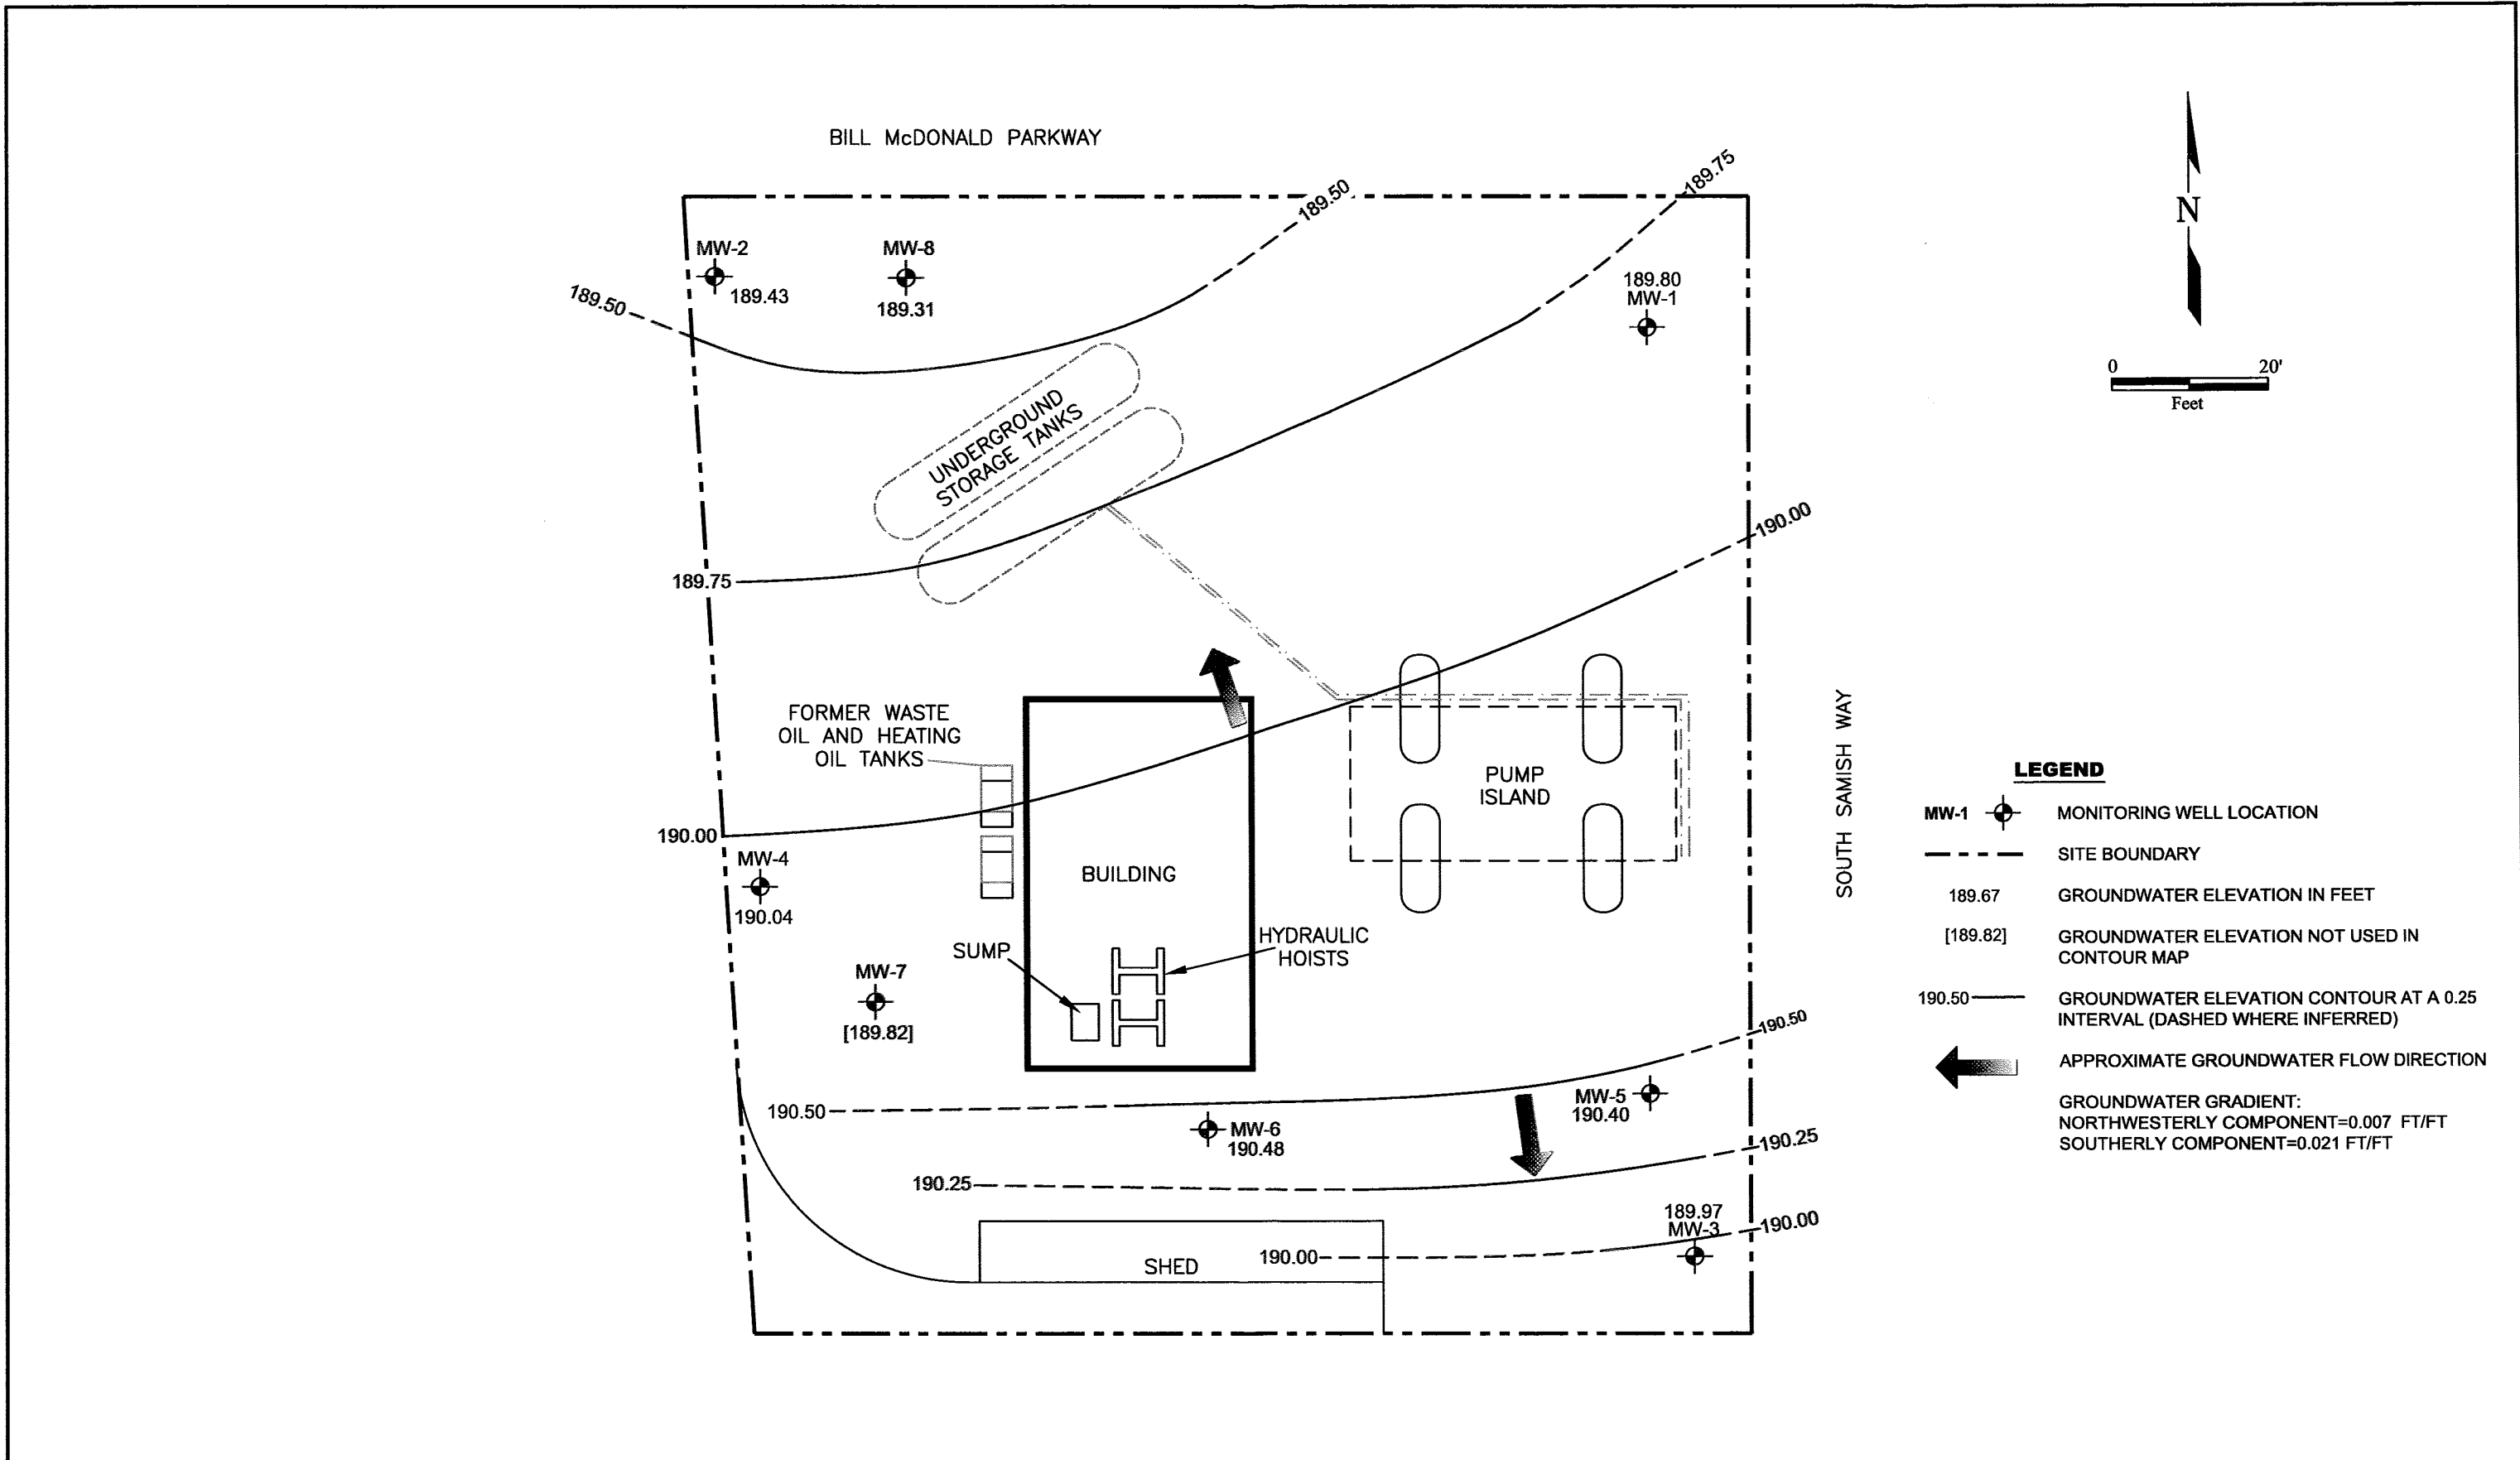 BILL McDONALD PARKWAY
189.75
189.50
N
MW-2
189.43
MW-8
189.31
189.80
MW-1
189.50
0 20'
Feet
UNDERGROUND
STORAGE TANKS
190.00
189.75
FORMER WASTE
OIL AND HEATING
OIL TANKS
PUMP
ISLAND
SOUTH SAMISH WAY
190.00
MW-4
190.04
BUILDING
SUMP
HYDRAULIC
HOISTS
MW-7
[189.82]
190.50
190.50
MW-5
190.40
MW-6
190.48
190.25
190.25
189.97
MW-3
190.00
190.00
SHED
LEGEND
MW-1 MONITORING WELL LOCATION
SITE BOUNDARY
189.67 GROUNDWATER ELEVATION IN FEET
[189.82] GROUNDWATER ELEVATION NOT USED IN
CONTOUR MAP
190.50 GROUNDWATER ELEVATION CONTOUR AT A 0.25
INTERVAL (DASHED WHERE INFERRED)
APPROXIMATE GROUNDWATER FLOW DIRECTION
GROUNDWATER GRADIENT:
NORTHWESTERLY COMPONENT=0.007 FT/FT
SOUTHERLY COMPONENT=0.021 FT/FT